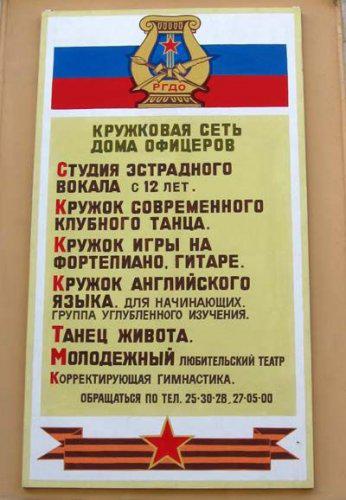 РГДО
КРУЖКОВАЯ СЕТЬ
ДОМА ОФИЦЕРОВ
СТУДИЯ ЭСТРАДНОГО
ВОКАЛА С 12 ЛЕТ.
КРУЖОК СОВРЕМЕННОГО
КЛУБНОГО ТАНЦА.
КРУЖОК ИГРЫ НА
ФОРТЕПИАНО, ГИТАРЕ.
КРУЖОК АНГЛИЙСКОГО
ЯЗЫКА. ДЛЯ НАЧИНАЮЩИХ.
ГРУППА УГЛУБЛЕННОГО ИЗУЧЕНИЯ.
ТАНЕЦ ЖИВОТА.
МОЛОДЕЖНЫЙ ЛЮБИТЕЛЬСКИЙ ТЕАТР
КОРРЕКТИРУЮЩАЯ ГИМНАСТИКА.
ОБРАЩАТЬСЯ ПО ТЕЛ. 25-30-28, 27-05-00